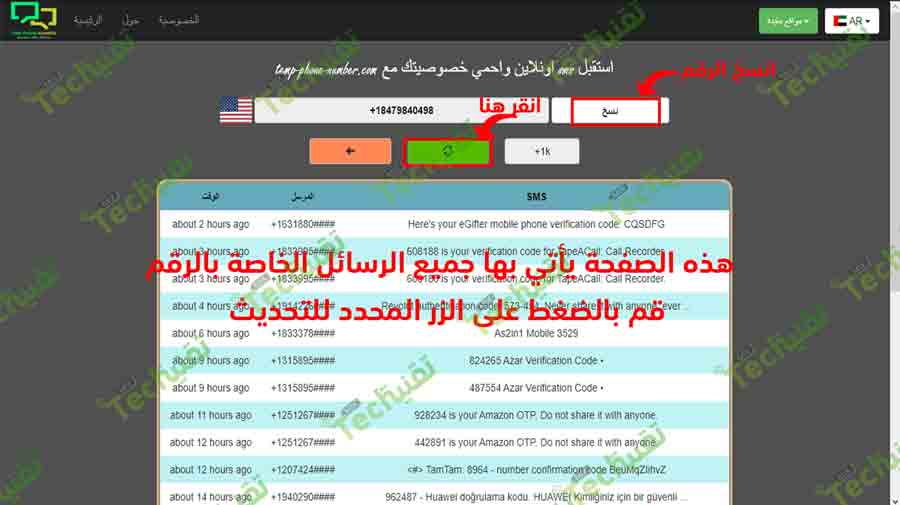 الرئيسية حول الخصوصية
مواقع مفيدة
AR
استقبل sms اونلاين واحمي خصوصيتك مع temp-phone-number.com
انسخ الرقم
+18479840498
نسخ
انقر هنا
+1k
الوقت المرسل SMS
about 2 hours ago +1631880#### Here's your eGifter mobile phone verification code: CQSDFG
about 3 hours ago +1833995#### 608188 is your verification code for TapeACall: Call Recorder.
هذه الصفحة يأتي بها جميع الرسائل الخاصة بالرقم
about 3 hours ago +1833995#### is your verification code for TapeACall: Call Recorder.
about 4 hours ago Revolut authentication code: Never share it with anyone, ever ...
قم بالضغط على الزر المحدد للتحديث
about 6 hours ago +1833378#### As2in1 Mobile 3529
about 9 hours ago +1315895#### 824265 Azar Verification Code •
about 9 hours ago +1315895#### 487554 Azar Verification Code •
about 11 hours ago +1251267#### 928234 is your Amazon OTP. Do not share it with anyone.
about 12 hours ago +1251267#### 442891 is your Amazon OTP. Do not share it with anyone.
about 12 hours ago +1207424#### <#> TamTam: 8964 - number confirmation code BeuMqZlihvZ
about 14 hours ago +1940290#### 962487 - Huawei doğrulama kodu. HUAWEI Kimliğiniz için bir güvenli ...
تقنيتك Techiytec